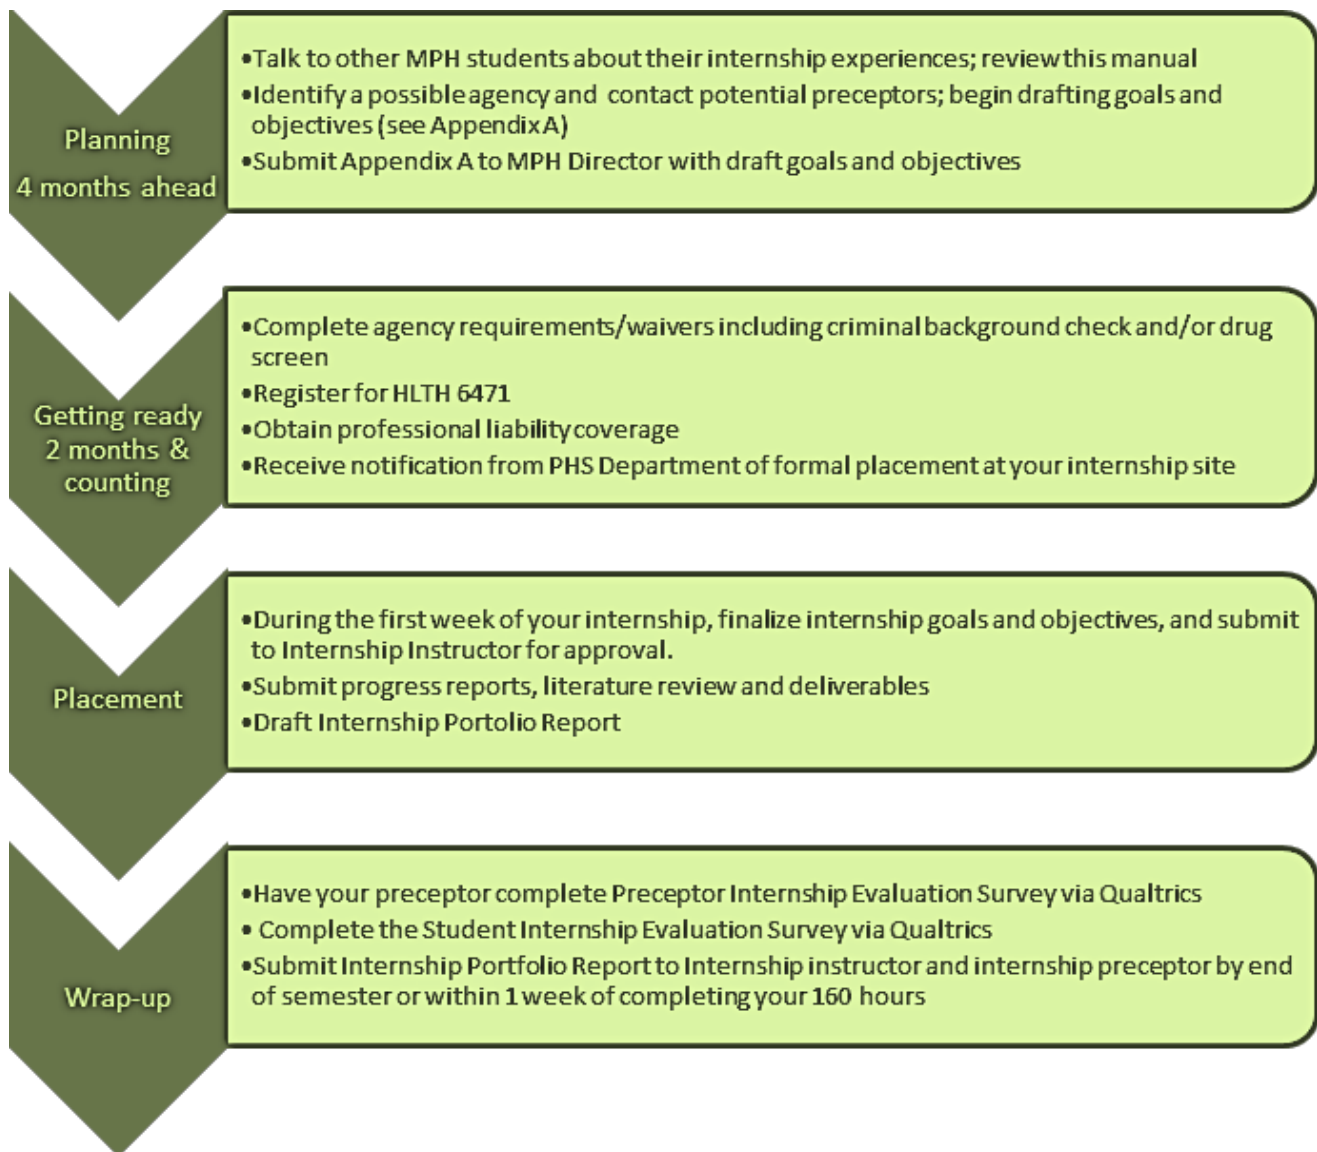 Planning
4 months ahead
•Talk to other MPH students about their internship experiences; review this manual
•Identify a possible agency and contact potential preceptors; begin drafting goals and
objectives (see Appendix A)
•Submit Appendix A to MPH Director with draft goals and objectives
Getting ready
2 months &
counting
•Complete agency requirements/waivers including criminal background check and/or drug
screen
•Register for HLTH 6471
•Obtain professional liability coverage
•Receive notification from PHS Department of formal placement at your internship site
Placement
•During the first week of your internship, finalize internship goals and objectives, and submit
to Internship Instructor for approval.
•Submit progress reports, literature review and deliverables
•Draft Internship Portolio Report
Wrap-up
•Have your preceptor complete Preceptor Internship Evaluation Survey via Qualtrics
• Complete the Student Internship Evaluation Survey via Qualtrics
•Submit Internship Portfolio Report to Internship instructor and internship preceptor by end
of semester or within 1 week of completing your 160 hours